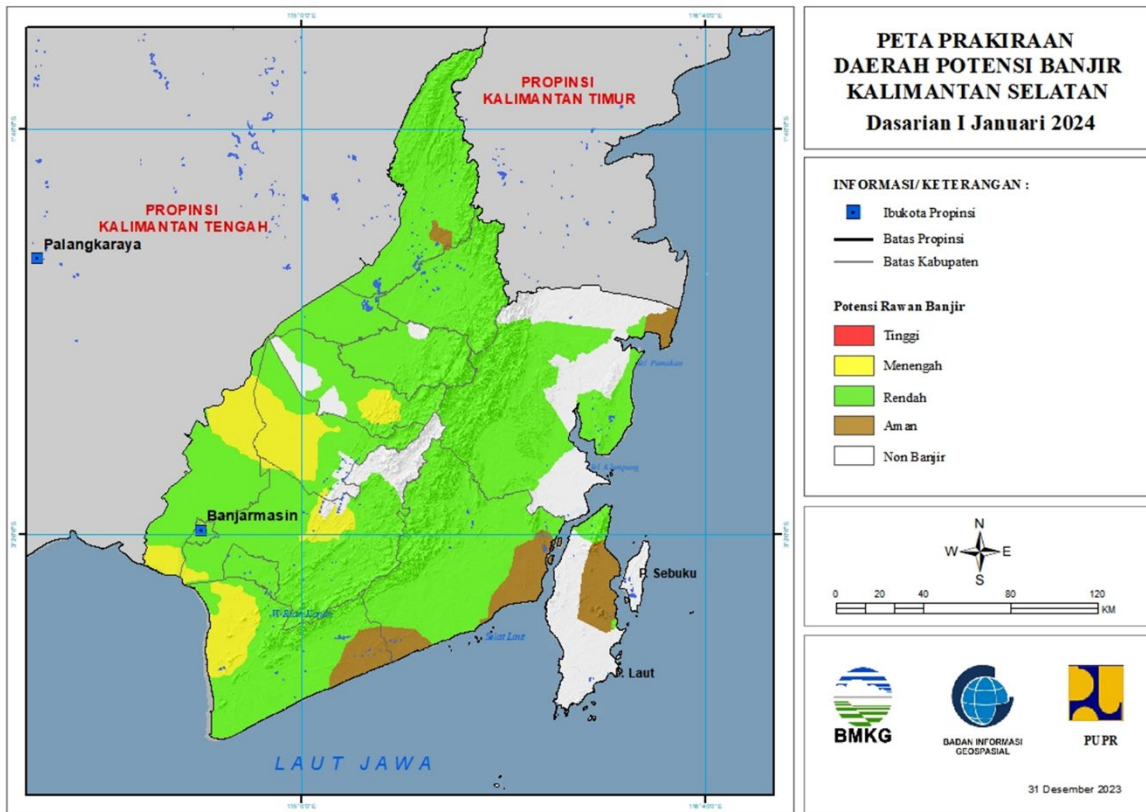 PROPINSI
KALIMANTAN TIMUR
PROPINSI
KALIMANTAN TENGAH
Palangkaraya
Banjarmasin
P. Sebuku
Selat Laut
P. Laut
LAUT JAWA
PETA PRAKIRAAN
DAERAH POTENSI BANJIR
KALIMANTAN SELATAN
Dasarian I Januari 2024
INFORMASI/ KETERANGAN :
Ibukota Propinsi
Batas Propinsi
Batas Kabupaten
Potensi Rawan Banjir
Tinggi
Menengah
Rendah
Aman
Non Banjir
N
W E
S
0 20 40 80 120
KM
BMKG
BADAN INFORMASI
GEOSPASIAL
PUPR
31 Desember 2023